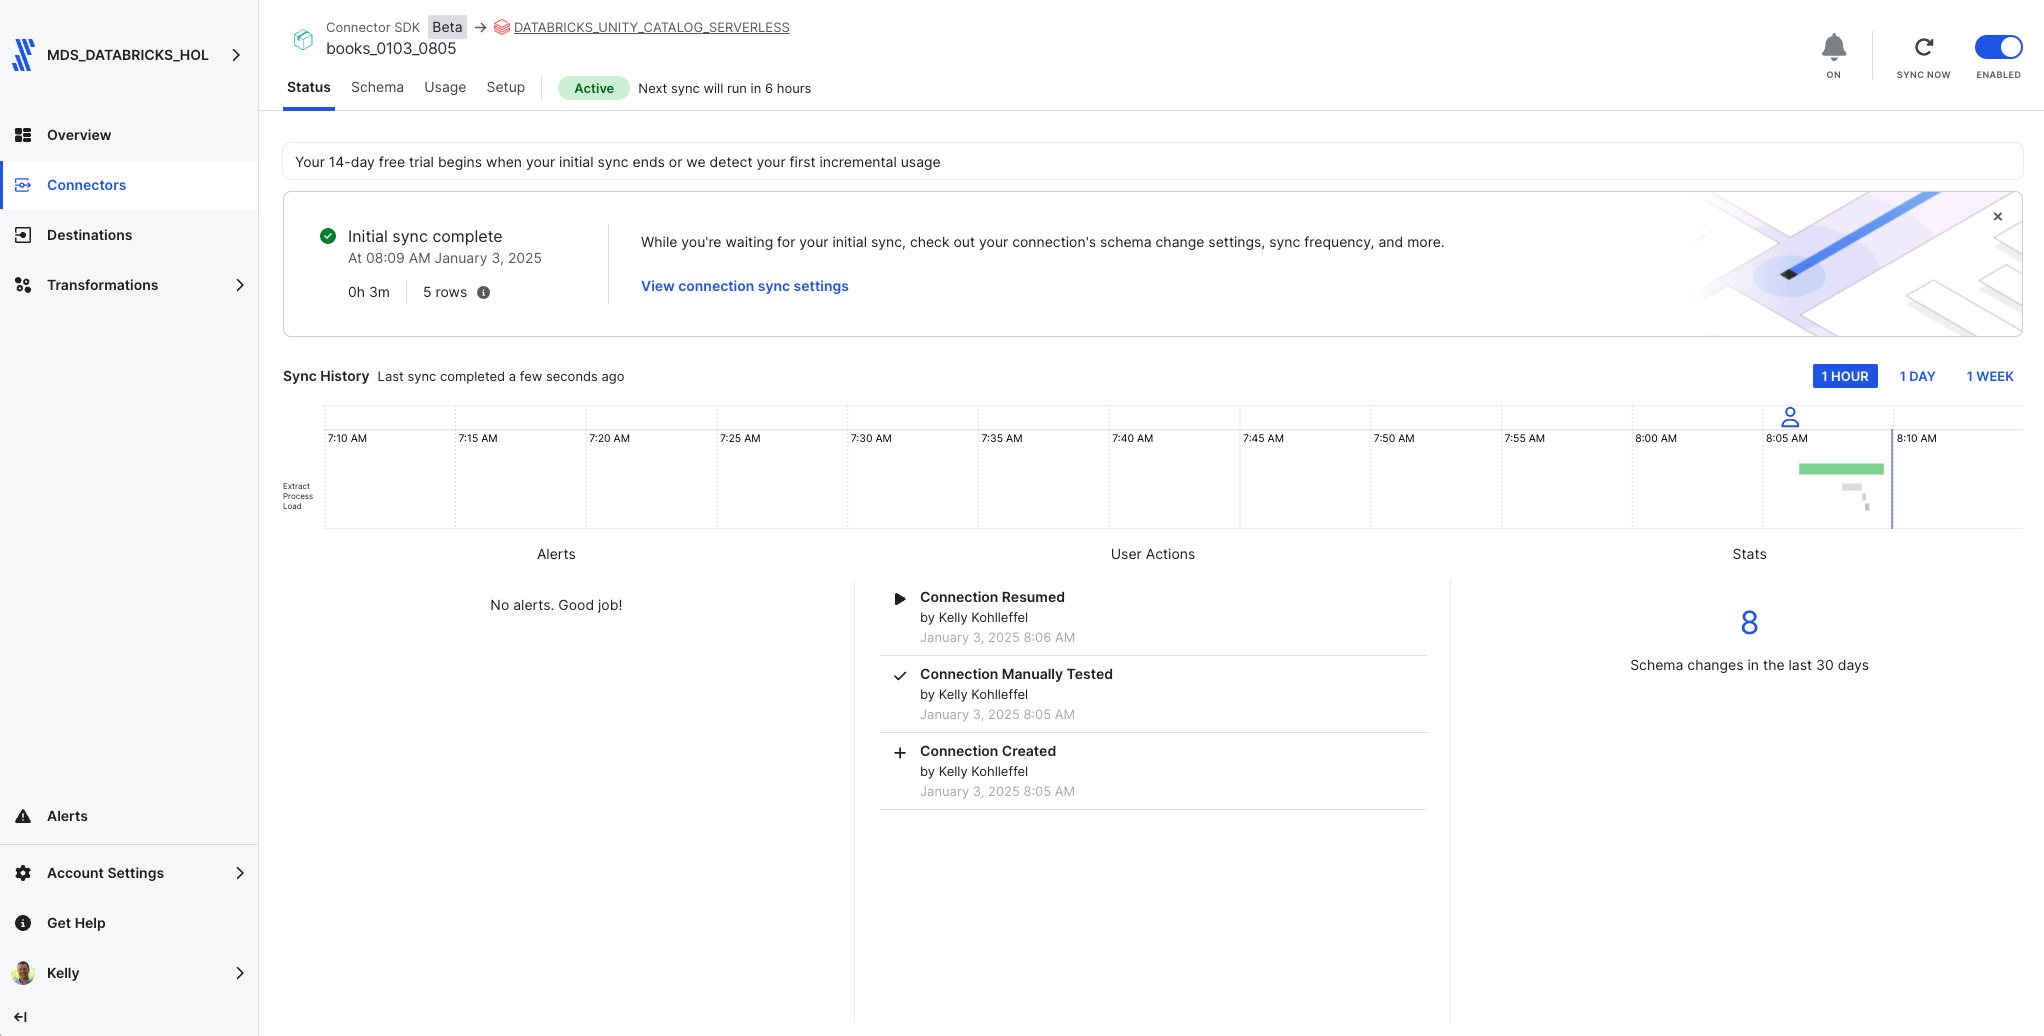 MDS_DATABRICKS_HOL
Overview
Connectors
Destinations
Transformations
Alerts
Account Settings
Get Help
Kelly
Connector SDK Beta → DATABRICKS_UNITY_CATALOG_SERVERLESS
books_0103_0805
ON
SYNC NOW
ENABLED
Status Schema Usage Setup Active Next sync will run in 6 hours
Your 14-day free trial begins when your initial sync ends or we detect your first incremental usage
Initial sync complete
At 08:09 AM January 3, 2025
0h 3m 5 rows
While you're waiting for your initial sync, check out your connection's schema change settings, sync frequency, and more.
View connection sync settings
Sync History Last sync completed a few seconds ago
1 HOUR 1 DAY 1 WEEK
7:10 AM 7:15 AM 7:20 AM 7:25 AM 7:30 AM 7:35 AM 7:40 AM 7:45 AM 7:50 AM 7:55 AM 8:00 AM 8:05 AM 8:10 AM
Extract
Process
Load
Alerts
No alerts. Good job!
User Actions
Connection Resumed
by Kelly Kohlleffel
January 3, 2025 8:06 AM
Connection Manually Tested
by Kelly Kohlleffel
January 3, 2025 8:05 AM
Connection Created
by Kelly Kohlleffel
January 3, 2025 8:05 AM
Stats
8
Schema changes in the last 30 days